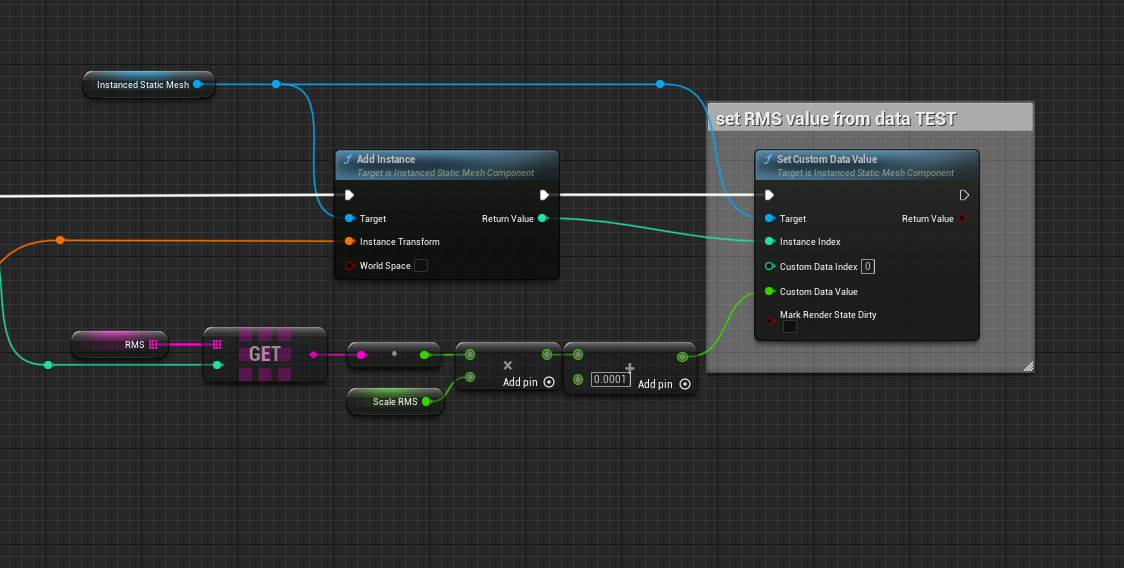 Instanced Static Mesh
set RMS value from data TEST
f Add Instance
Target is Instanced Static Mesh Component
Target
Return Value
Instance Transform
World Space
f Set Custom Data Value
Target is Instanced Static Mesh Component
Target
Return Value
Instance Index
Custom Data Index 0
Custom Data Value
Mark Render State Dirty
RMS
GET
Scale RMS
×
Add pin
+
0.0001
Add pin